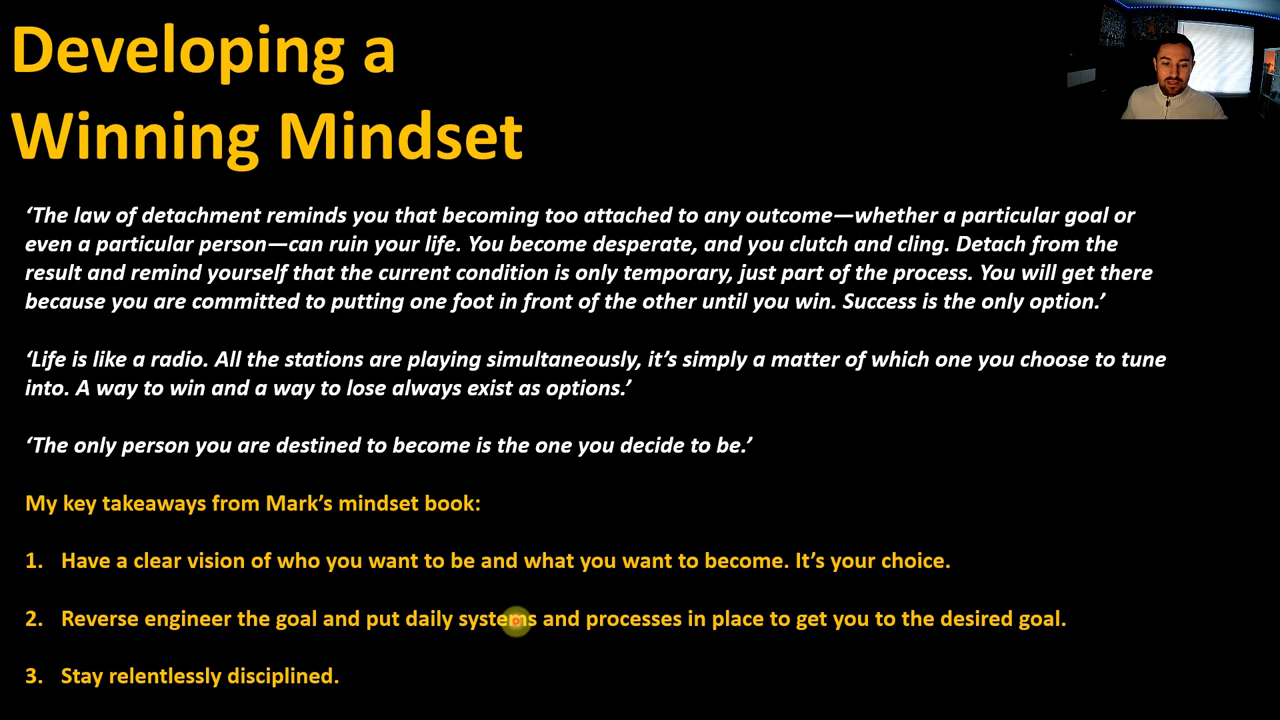 Developing a
Winning Mindset
‘The law of detachment reminds you that becoming too attached to any outcome—whether a particular goal or
even a particular person—can ruin your life. You become desperate, and you clutch and cling. Detach from the
result and remind yourself that the current condition is only temporary, just part of the process. You will get there
because you are committed to putting one foot in front of the other until you win. Success is the only option.’
‘Life is like a radio. All the stations are playing simultaneously, it’s simply a matter of which one you choose to tune
into. A way to win and a way to lose always exist as options.’
‘The only person you are destined to become is the one you decide to be.’
My key takeaways from Mark’s mindset book:
1. Have a clear vision of who you want to be and what you want to become. It’s your choice.
2. Reverse engineer the goal and put daily systems and processes in place to get you to the desired goal.
3. Stay relentlessly disciplined.